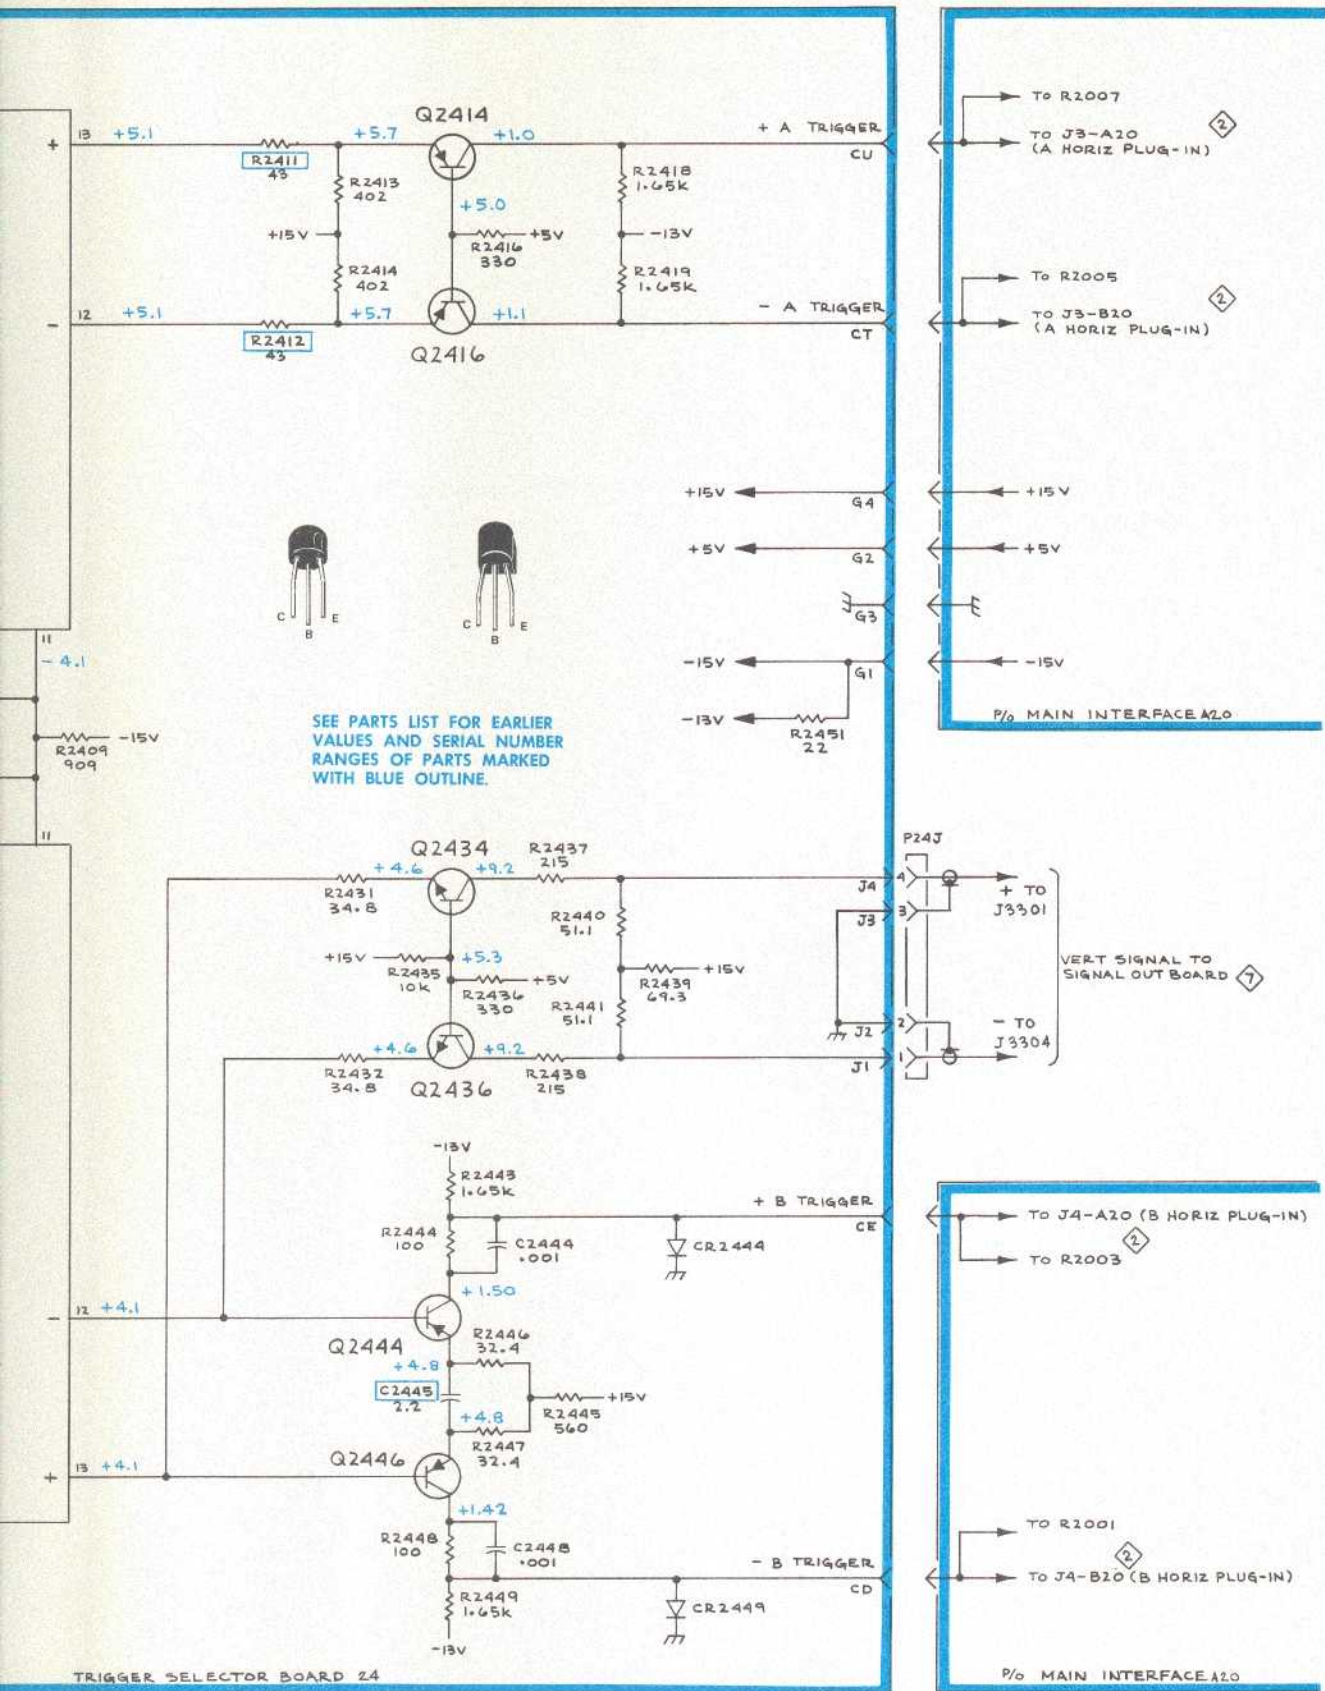 Q2414
13 +5.1 +5.7 +1.0 + A TRIGGER
+ R2411 CU
43
R2413
402
R2418
1.65K
+5.0
+15V R2416 +5V -13V
330
R2414
402
R2419
1.65K
12 +5.1 +5.7 +1.1 - A TRIGGER
- R2412 CT
43
Q2416
TO R2007
2
TO J3-A20
(A HORIZ PLUG-IN)
TO R2005
2
TO J3-B20
(A HORIZ PLUG-IN)
+15V G4 +15V
+5V G2 +5V
G3
-15V G1 -15V
-13V R2451
22
P/O MAIN INTERFACE A20
C B E
C B E
11
-4.1
R2409 -15V
909
11
SEE PARTS LIST FOR EARLIER
VALUES AND SERIAL NUMBER
RANGES OF PARTS MARKED
WITH BLUE OUTLINE.
Q2434 R2437
215
+4.6 +9.2
R2431
34.8
R2440
51.1
+15V R2435 +5.3
10K
R2436 +5V
330
R2439 +15V
69.3
R2441
51.1
+4.6 +9.2
R2432
34.8
Q2436
R2438
215
P24J
J4 4 + TO
J3301
J3 3
VERT SIGNAL TO
SIGNAL OUT BOARD 7
J2 2 - TO
J3304
J1 1
-13V
R2443
1.65K
+ B TRIGGER
CE
R2444
100
C2444
.001
CR2444
+1.50
12 +4.1
-
Q2444
R2446
32.4
+4.8
C2445
2.2
R2445 +15V
560
+4.8
R2447
32.4
Q2446
13 +4.1
+
+1.42
R2448
100
C2448
.001
- B TRIGGER
CD
R2449
1.65K
CR2449
-13V
TO J4-A20 (B HORIZ PLUG-IN)
2
TO R2003
TO R2001
2
TO J4-B20 (B HORIZ PLUG-IN)
TRIGGER SELECTOR BOARD 24
P/O MAIN INTERFACE A20